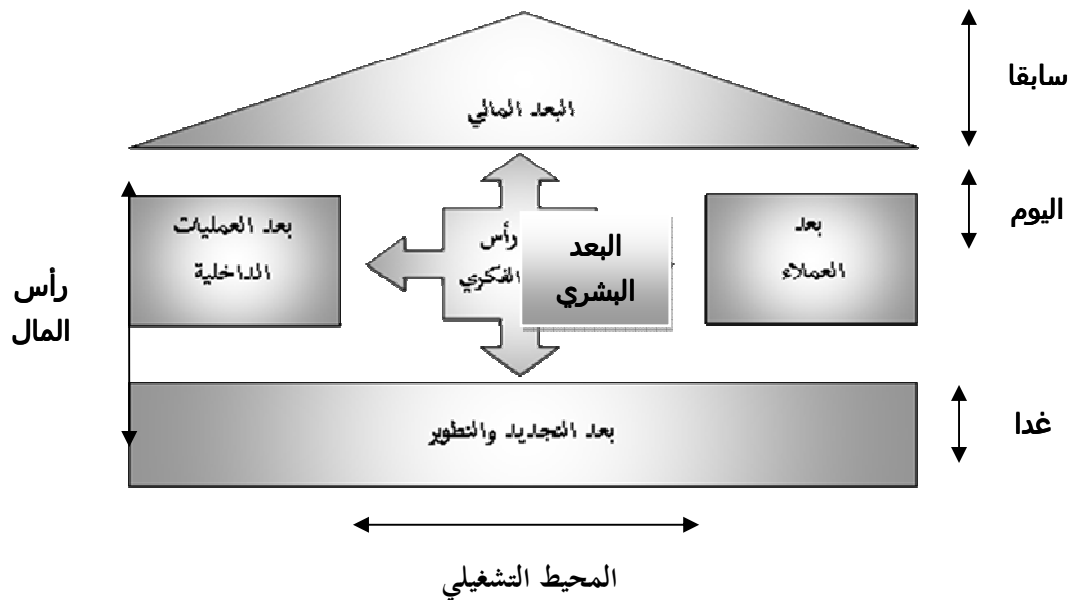 سابقا
البعد المالي
اليوم
بعد
العملاء
البعد
البشري
رأس
الفكري
بعد العمليات
الداخلية
رأس
المال
غدا
بعد التجديد والتطوير
المحيط التشغيلي